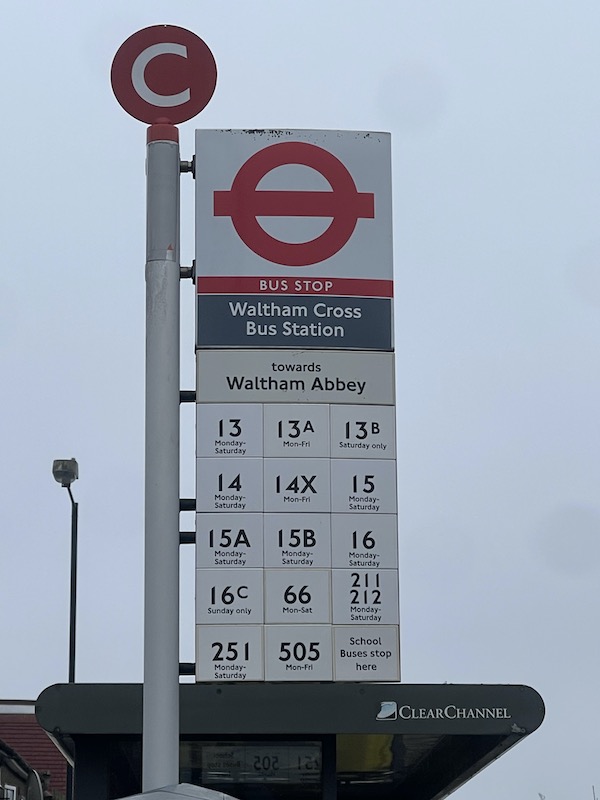 C
BUS STOP
Waltham Cross
Bus Station
towards
Waltham Abbey
13
Monday-
Saturday
13A
Mon-Fri
13B
Saturday only
14
Monday-
Saturday
14X
Mon-Fri
15
Monday-
Saturday
15A
Monday-
Saturday
15B
Monday-
Saturday
16
Monday-
Saturday
16C
Sunday only
66
Mon-Sat
211
212
Monday-
Saturday
251
Monday-
Saturday
505
Mon-Fri
School
Buses stop
here
CLEARCHANNEL
505
251